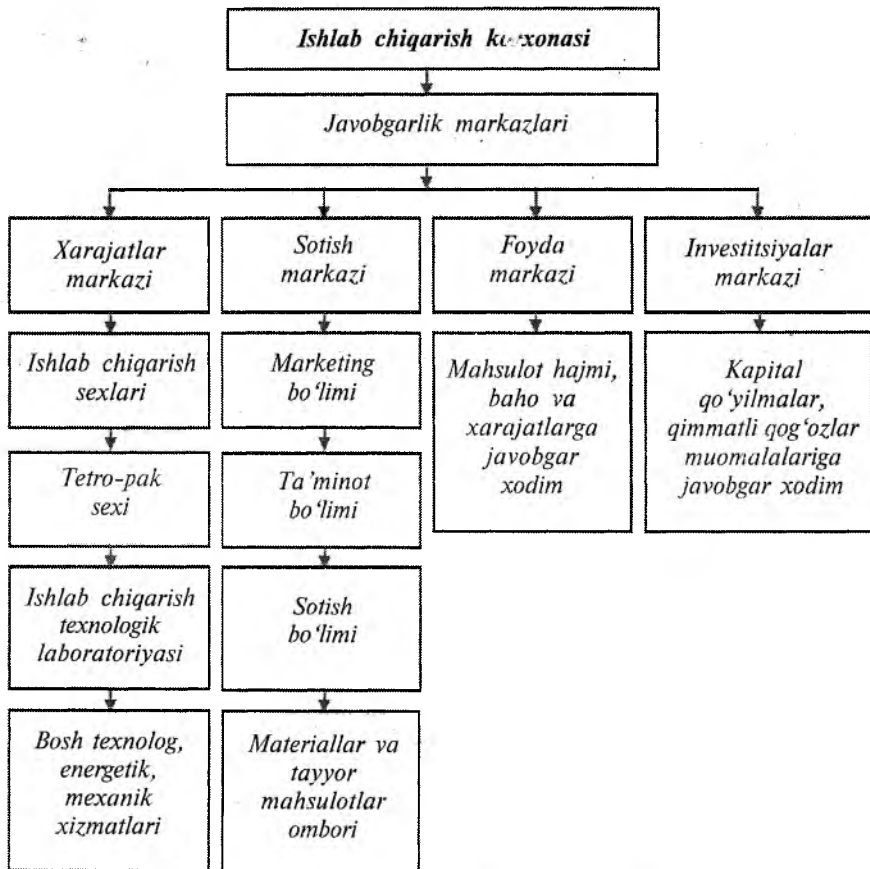 Ishlab chiqarish
Javobgarlik markazlari
Xarajatlar
markazi
Sotish
markazi
Foyda
markazi
Investitsiyalar
markazi
Ishlab chiqarish
sexlari
Marketing
bo‘limi
Mahsulot hajmi,
baho va
xarajatlarga
javobgar
xodim
Kapital
qo‘yilmalar,
qimmatli qog‘ozlar
muomalalariga
javobgar xodim
Tetro-pak
sexi
Ta’minot
bo‘limi
Ishlab chiqarish
texnologik
laboratoriyasi
Sotish
bo‘limi
Bosh texnolog,
energetik,
mexanik
xizmatlari
Materiallar va
tayyor
mahsulotlar
ombori